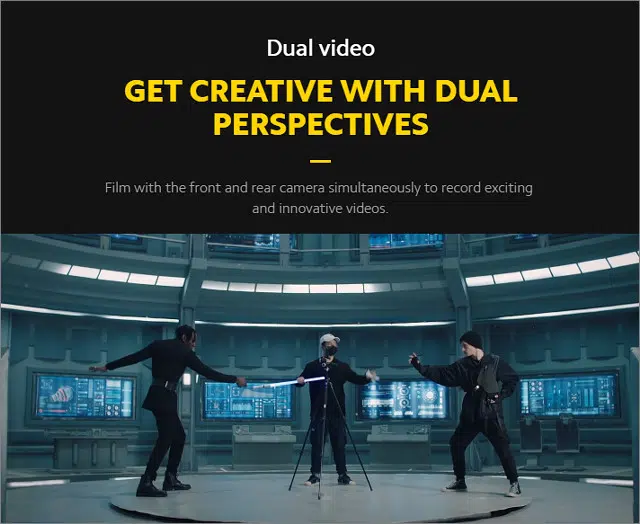 Dual video
GET CREATIVE WITH DUAL
PERSPECTIVES
Film with the front and rear camera simultaneously to record exciting
and innovative videos.